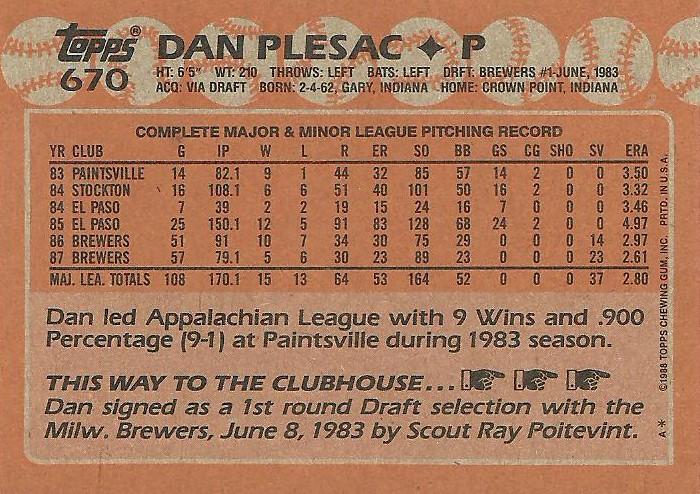 topps® DAN PLESAC ✦ P
670 HT: 6'5" WT: 210 THROWS: LEFT BATS: LEFT DRFT: BREWERS #1-JUNE, 1983
ACQ: VIA DRAFT BORN: 2-4-62, GARY, INDIANA HOME: CROWN POINT, INDIANA
COMPLETE MAJOR & MINOR LEAGUE PITCHING RECORD
YR CLUB G IP W L R ER SO BB GS CG SHO SV ERA
83 PAINTSVILLE 14 82.1 9 1 44 32 85 57 14 2 0 0 3.50
84 STOCKTON 16 108.1 6 6 51 40 101 50 16 2 0 0 3.32
84 EL PASO 7 39 2 2 19 15 24 16 7 0 0 0 3.46
85 EL PASO 25 150.1 12 5 91 83 128 68 24 2 0 0 4.97
86 BREWERS 51 91 10 7 34 30 75 29 0 0 0 14 2.97
87 BREWERS 57 79.1 5 6 30 23 89 23 0 0 0 23 2.61
MAJ. LEA. TOTALS 108 170.1 15 13 64 53 164 52 0 0 0 37 2.80
Dan led Appalachian League with 9 Wins and .900
Percentage (9-1) at Paintsville during 1983 season.
THIS WAY TO THE CLUBHOUSE...
Dan signed as a 1st round Draft selection with the
Milw. Brewers, June 8, 1983 by Scout Ray Poitevint.
A* ©1988 TOPPS CHEWING GUM, INC. PRTD. IN U.S.A.